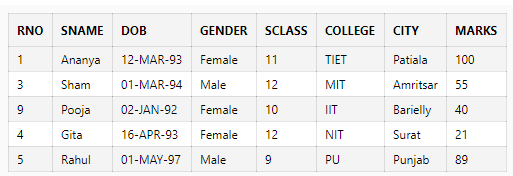 RNO SNAME DOB GENDER SCLASS COLLEGE CITY MARKS
1 Ananya 12-MAR-93 Female 11 TIET Patiala 100
3 Sham 01-MAR-94 Male 12 MIT Amritsar 55
9 Pooja 02-JAN-92 Female 10 IIT Barielly 40
4 Gita 16-APR-93 Female 12 NIT Surat 21
5 Rahul 01-MAY-97 Male 9 PU Punjab 89